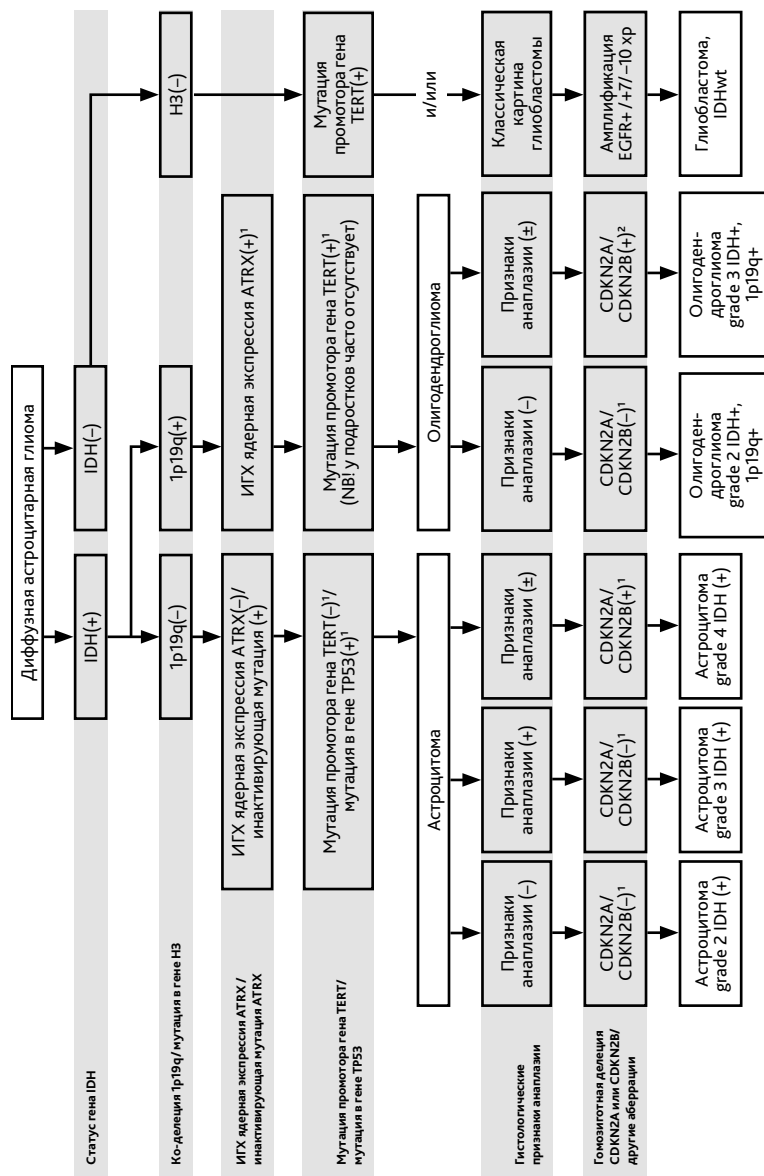 Диффузная астроцитарная глиома
Статус гена IDH
IDH(+)
IDH(–)
Ко-делеция 1p19q/ мутация в гене H3
1p19q(–)
1p19q(+)
H3(–)
ИГХ ядерная экспрессия ATRX /
инактивирующая мутация ATRX
ИГХ ядерная экспрессия ATRX(–)/
инактивирующая мутация (+)
ИГХ ядерная экспрессия ATRX(+)¹
Мутация промотора гена TERT/
мутация в гене TP53
Мутация промотора гена TERT(–)¹/
мутация в гене TP53(+)¹
Мутация промотора гена TERT(+)¹
(NB! у подростков часто отсутствует)
Мутация
промотора гена
TERT(+)
Астроцитома
Олигодендроглиома
и/или
Гистологические
признаки анаплазии
Признаки
анаплазии (–)
Признаки
анаплазии (+)
Признаки
анаплазии (±)
Признаки
анаплазии (–)
Признаки
анаплазии (±)
Классическая
картина
глиобластомы
Гомозиготная делеция
CDKN2A или CDKN2B/
другие аберрации
CDKN2A/
CDKN2B(–)¹
CDKN2A/
CDKN2B(–)¹
CDKN2A/
CDKN2B(+)¹
CDKN2A/
CDKN2B(–)¹
CDKN2A/
CDKN2B(+)²
Амплификация
EGFR+ /+7/–10 хр
Астроцитома
grade 2 IDH (+)
Астроцитома
grade 3 IDH (+)
Астроцитома
grade 4 IDH (+)
Олигоден-
дроглиома
grade 2 IDH+,
1p19q+
Олигоден-
дроглиома
grade 3 IDH+,
1p19q+
Глиобластома,
IDHwt